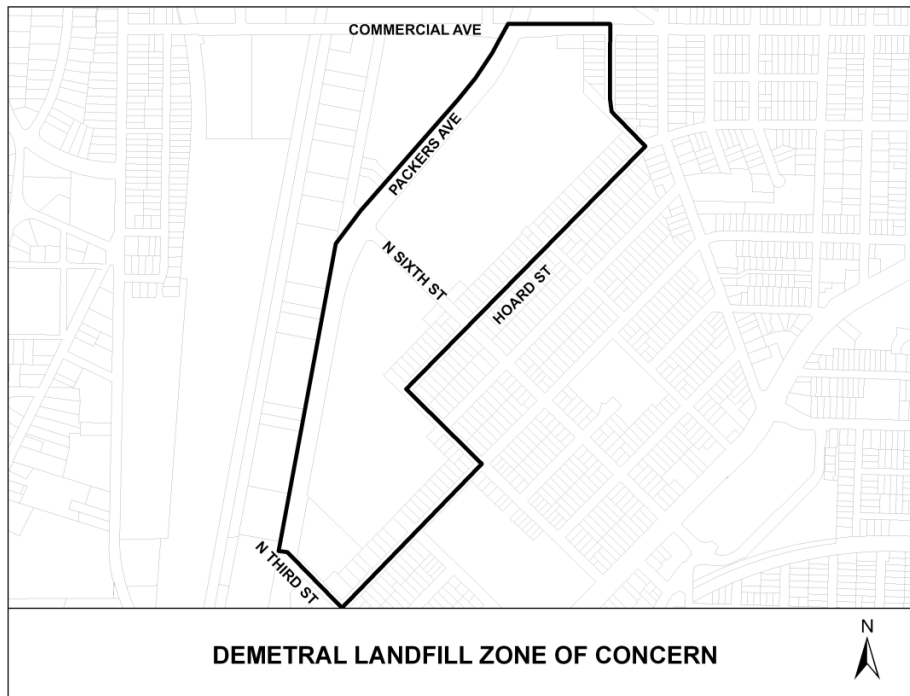 COMMERCIAL AVE
PACKERS AVE
N SIXTH ST
HOARD ST
N THIRD ST
DEMETRAL LANDFILL ZONE OF CONCERN
N